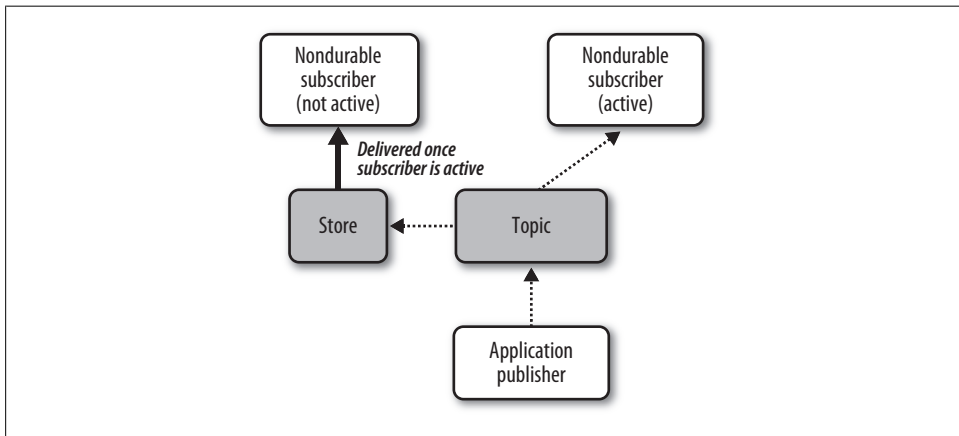 Nondurable
subscriber
(not active)
Nondurable
subscriber
(active)
Delivered once
subscriber is active
Store
Topic
Application
publisher